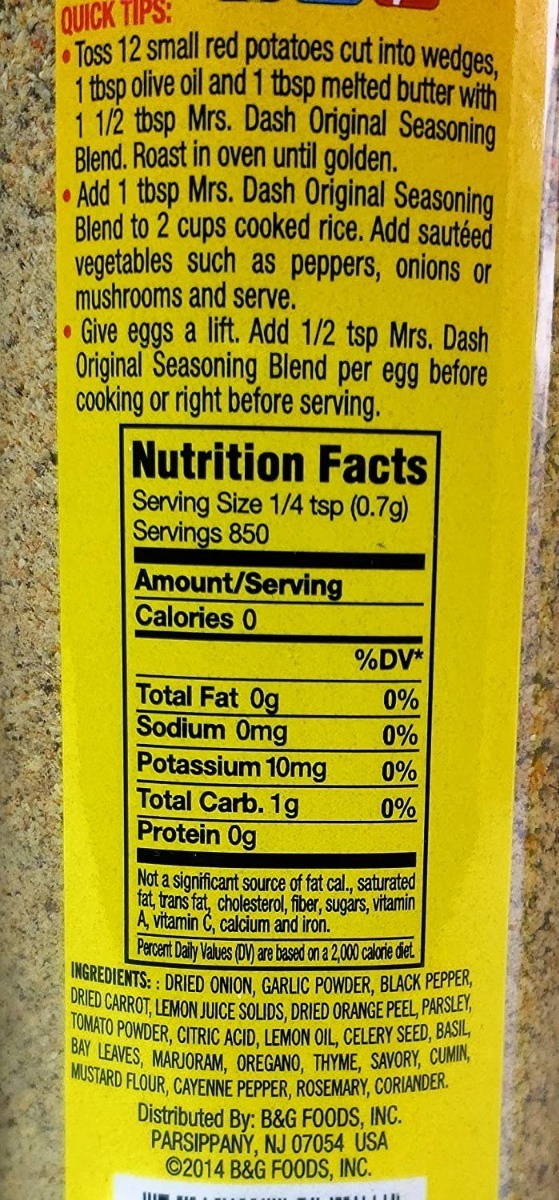 QUICK TIPS:
• Toss 12 small red potatoes cut into wedges,
1 tbsp olive oil and 1 tbsp melted butter with
1 1/2 tbsp Mrs. Dash Original Seasoning
Blend. Roast in oven until golden.
• Add 1 tbsp Mrs. Dash Original Seasoning
Blend to 2 cups cooked rice. Add sautéed
vegetables such as peppers, onions or
mushrooms and serve.
• Give eggs a lift. Add 1/2 tsp Mrs. Dash
Original Seasoning Blend per egg before
cooking or right before serving.
Nutrition Facts
Serving Size 1/4 tsp (0.7g)
Servings 850
Amount/Serving
Calories 0
%DV*
Total Fat 0g 0%
Sodium 0mg 0%
Potassium 10mg 0%
Total Carb. 1g 0%
Protein 0g
Not a significant source of fat cal., saturated
fat, trans fat, cholesterol, fiber, sugars, vitamin
A, vitamin C, calcium and iron.
Percent Daily Values (DV) are based on a 2,000 calorie diet.
INGREDIENTS: : DRIED ONION, GARLIC POWDER, BLACK PEPPER,
DRIED CARROT, LEMON JUICE SOLIDS, DRIED ORANGE PEEL, PARSLEY,
TOMATO POWDER, CITRIC ACID, LEMON OIL, CELERY SEED, BASIL,
BAY LEAVES, MARJORAM, OREGANO, THYME, SAVORY, CUMIN,
MUSTARD FLOUR, CAYENNE PEPPER, ROSEMARY, CORIANDER.
Distributed By: B&G FOODS, INC.
PARSIPPANY, NJ 07054 USA
©2014 B&G FOODS, INC.